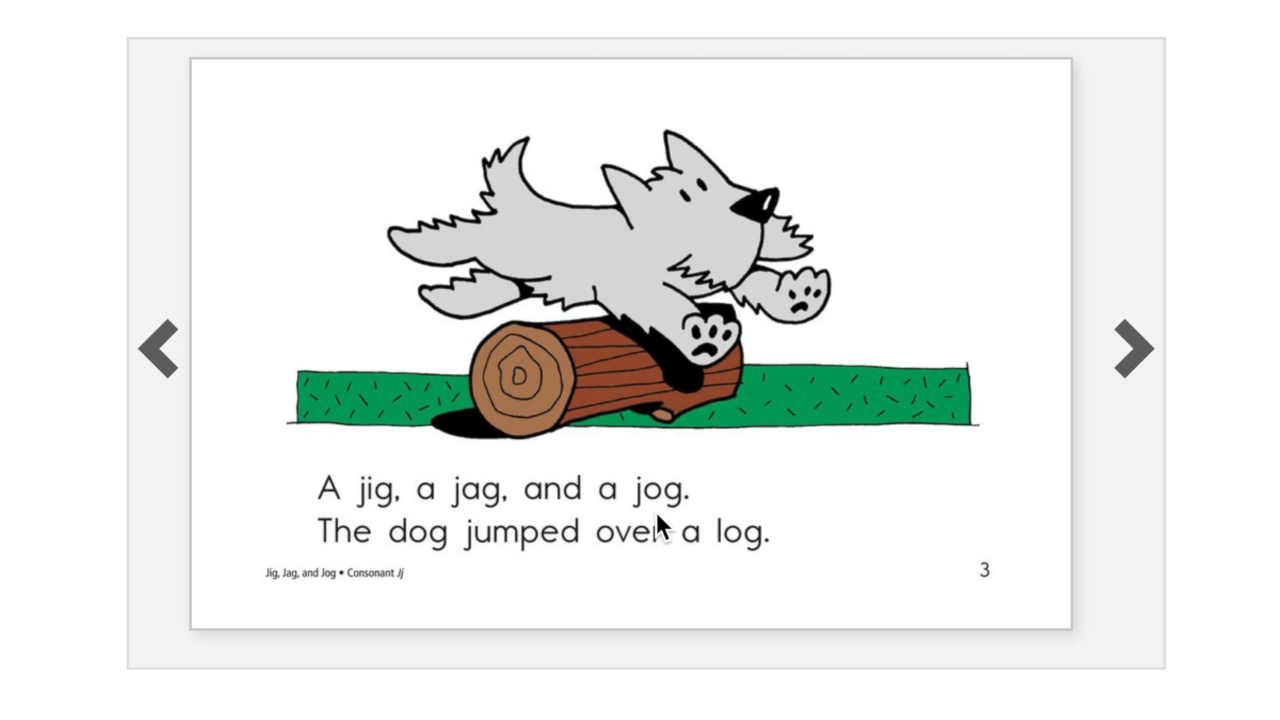 A jig, a jag, and a jog.
The dog jumped over a log.
Jig, Jag, and Jog • Consonant Jj
3